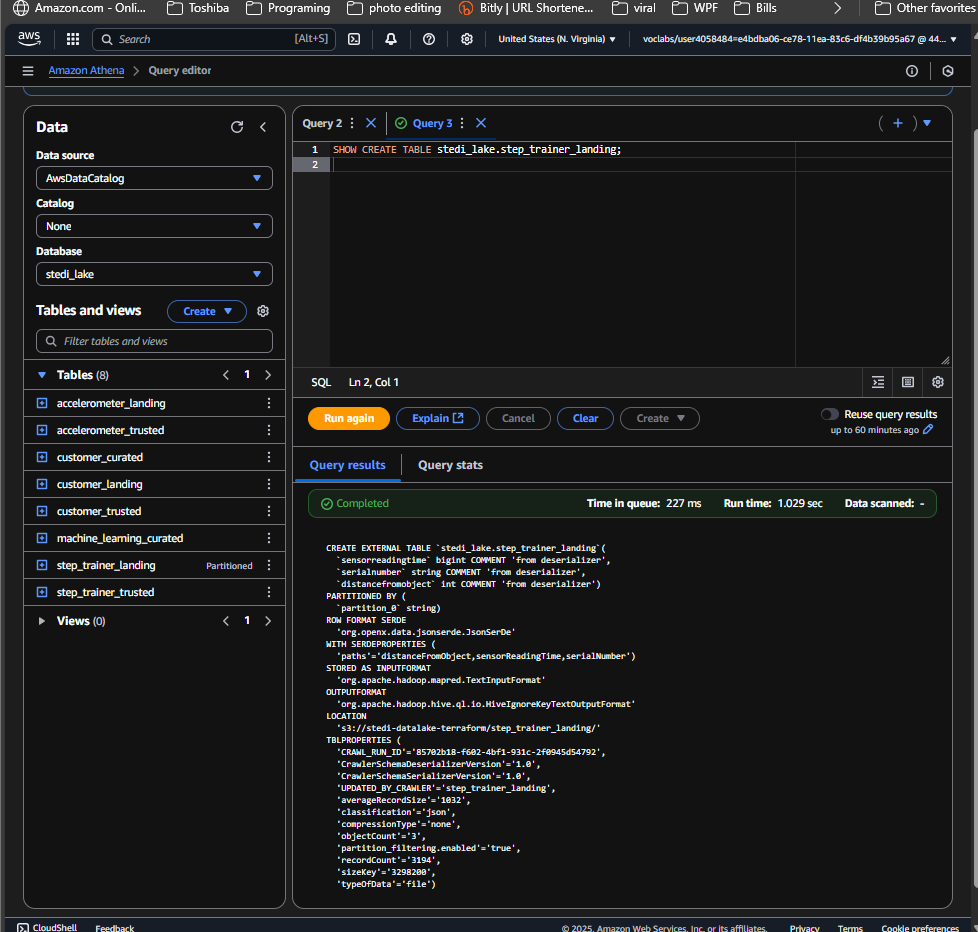 Amazon.com - Onli...
Toshiba
Programing
photo editing
Bitly | URL Shortene...
viral
WPF
Bills
Other favorites
aws
Search
[Alt+S]
United States (N. Virginia)
voclabs/user4058484=e4bdba06-ce78-11ea-83c6-df4b39b95a67 @ 44...
Amazon Athena
Query editor
Data
Data source
AwsDataCatalog
Catalog
None
Database
stedi_lake
Tables and views
Create
Filter tables and views
Tables (8)
1
accelerometer_landing
accelerometer_trusted
customer_curated
customer_landing
customer_trusted
machine_learning_curated
step_trainer_landing Partitioned
step_trainer_trusted
Views (0)
1
Query 2
Query 3
1 SHOW CREATE TABLE stedi_lake.step_trainer_landing;
2
SQL Ln 2, Col 1
Run again
Explain
Cancel
Clear
Create
Reuse query results
up to 60 minutes ago
Query results
Query stats
Completed
Time in queue: 227 ms
Run time: 1.029 sec
Data scanned: -
CREATE EXTERNAL TABLE `stedi_lake.step_trainer_landing`(
`sensorreadingtime` bigint COMMENT 'from deserializer',
`serialnumber` string COMMENT 'from deserializer',
`distancefromobject` int COMMENT 'from deserializer')
PARTITIONED BY (
`partition_0` string)
ROW FORMAT SERDE
'org.openx.data.jsonserde.JsonSerDe'
WITH SERDEPROPERTIES (
'paths'='distanceFromObject,sensorReadingTime,serialNumber')
STORED AS INPUTFORMAT
'org.apache.hadoop.mapred.TextInputFormat'
OUTPUTFORMAT
'org.apache.hadoop.hive.ql.io.HiveIgnoreKeyTextOutputFormat'
LOCATION
's3://stedi-datalake-terraform/step_trainer_landing/'
TBLPROPERTIES (
'CRAWL_RUN_ID'='85702b18-f602-4bf1-931c-2f0945d54792',
'CrawlerSchemaDeserializerVersion'='1.0',
'CrawlerSchemaSerializerVersion'='1.0',
'UPDATED_BY_CRAWLER'='step_trainer_landing',
'averageRecordSize'='1032',
'classification'='json',
'compressionType'='none',
'objectCount'='3',
'partition_filtering.enabled'='true',
'recordCount'='3194',
'sizeKey'='3298200',
'typeOfData'='file')
CloudShell
Feedback
© 2025, Amazon Web Services, Inc. or its affiliates.
Privacy
Terms
Cookie preferences